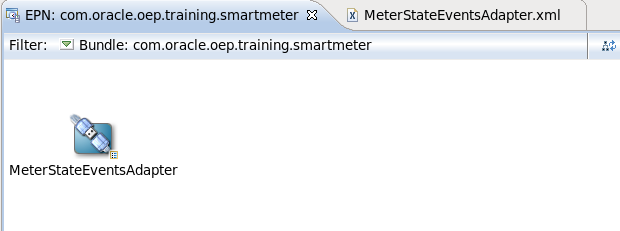 EPN: com.oracle.oep.training.smartmeter MeterStateEventsAdapter.xml
Filter: Bundle: com.oracle.oep.training.smartmeter
MeterStateEventsAdapter